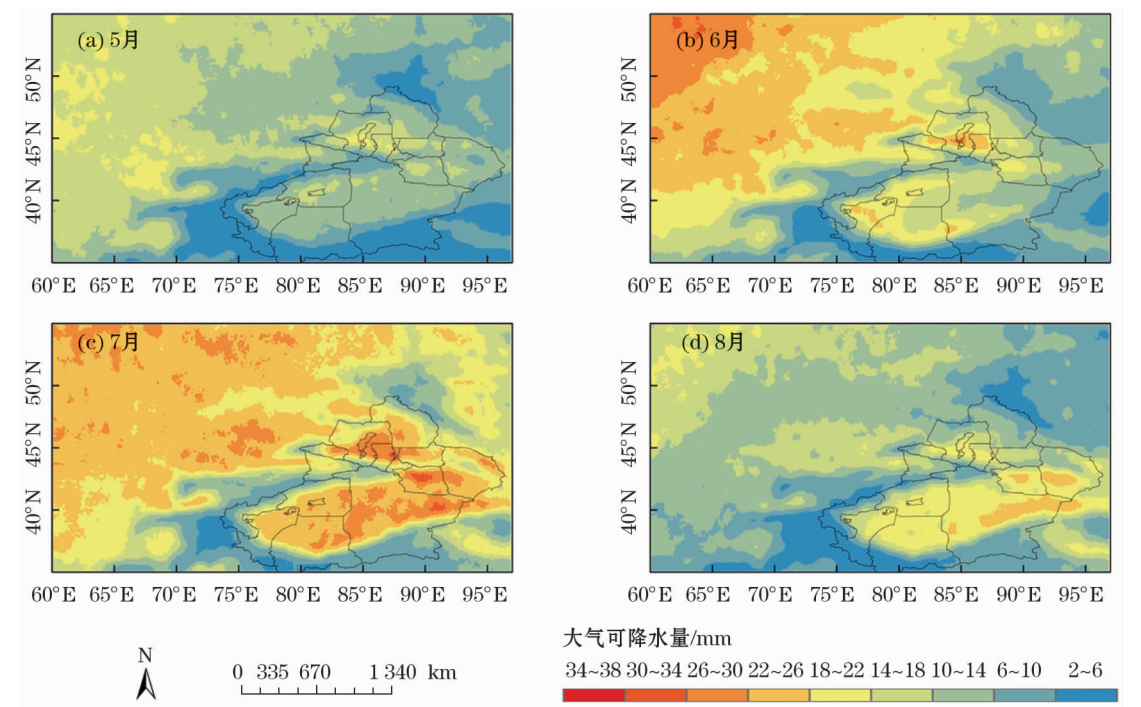 (a) 5月
50°N
45°N
40°N
60°E 65°E 70°E 75°E 80°E 85°E 90°E 95°E
(b) 6月
50°N
45°N
40°N
60°E 65°E 70°E 75°E 80°E 85°E 90°E 95°E
(c) 7月
50°N
45°N
40°N
60°E 65°E 70°E 75°E 80°E 85°E 90°E 95°E
(d) 8月
50°N
45°N
40°N
60°E 65°E 70°E 75°E 80°E 85°E 90°E 95°E
N
0 335 670 1 340 km
大气可降水量/mm
34~38 30~34 26~30 22~26 18~22 14~18 10~14 6~10 2~6